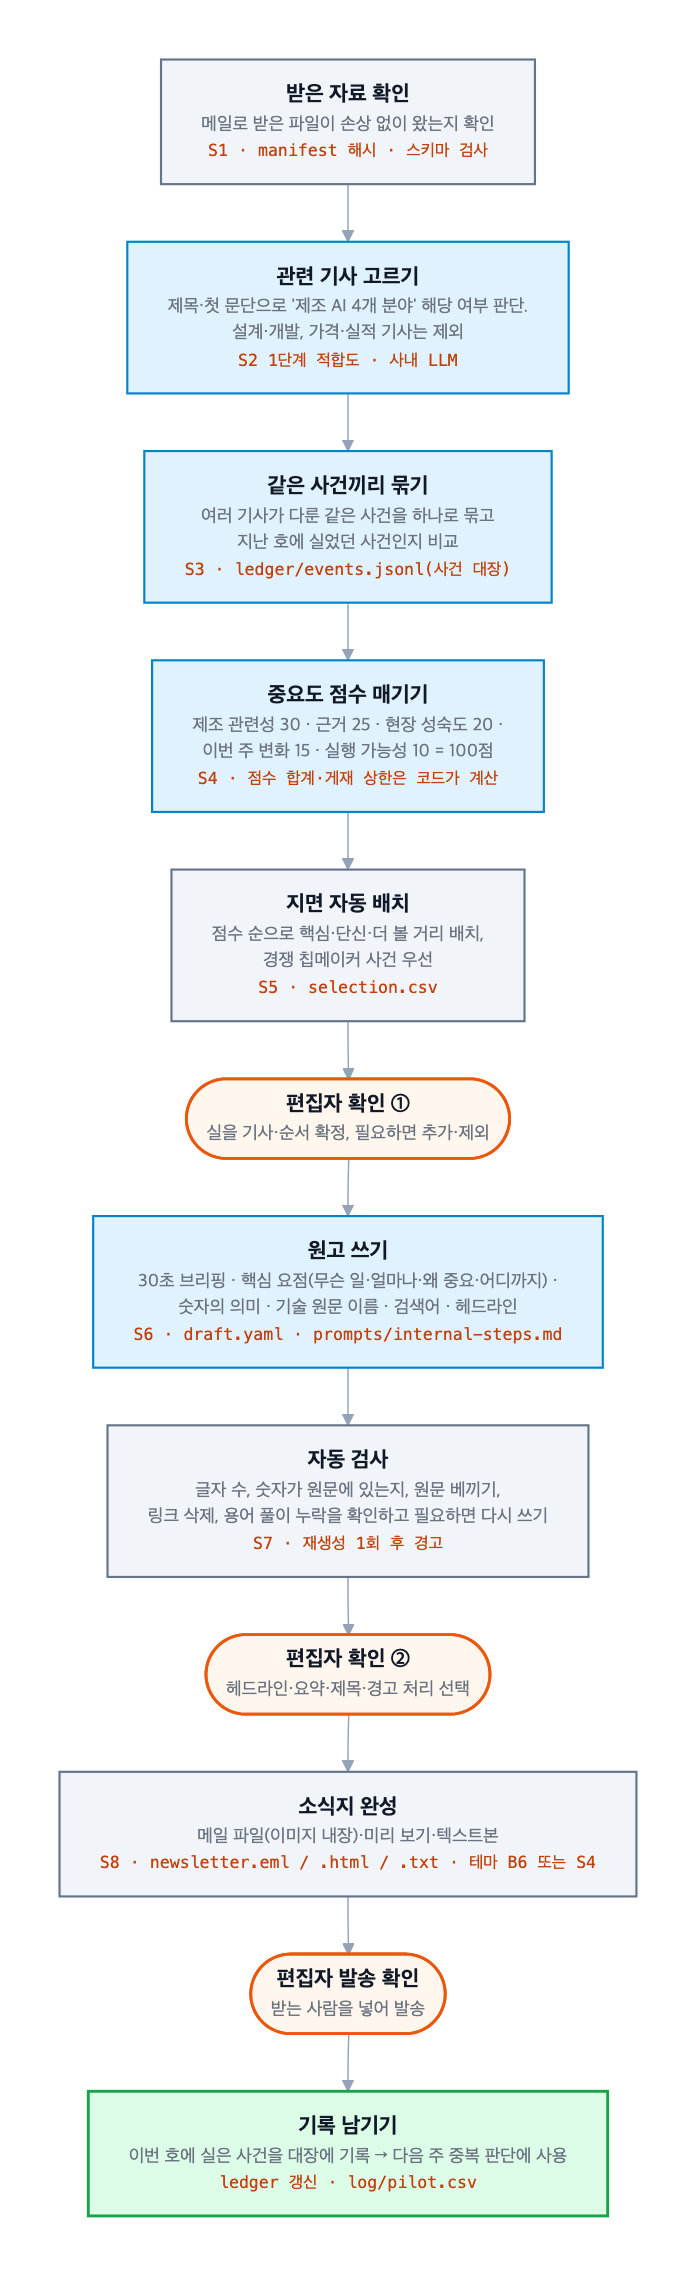 받은 자료 확인
메일로 받은 파일이 손상 없이 왔는지 확인
S1 · manifest 해시 · 스키마 검사
관련 기사 고르기
제목·첫 문단으로 '제조 AI 4개 분야' 해당 여부 판단.
설계·개발, 가격·실적 기사는 제외
S2 1단계 적합도 · 사내 LLM
같은 사건끼리 묶기
여러 기사가 다룬 같은 사건을 하나로 묶고
지난 호에 실었던 사건인지 비교
S3 · ledger/events.jsonl(사건 대장)
중요도 점수 매기기
제조 관련성 30 · 근거 25 · 현장 성숙도 20 ·
이번 주 변화 15 · 실행 가능성 10 = 100점
S4 · 점수 합계·게재 상한은 코드가 계산
지면 자동 배치
점수 순으로 핵심·단신·더 볼 거리 배치,
경쟁 칩메이커 사건 우선
S5 · selection.csv
편집자 확인 ①
실을 기사·순서 확정, 필요하면 추가·제외
원고 쓰기
30초 브리핑 · 핵심 요점(무슨 일·얼마나·왜 중요·어디까지) ·
숫자의 의미 · 기술 원문 이름 · 검색어 · 헤드라인
S6 · draft.yaml · prompts/internal-steps.md
자동 검사
글자 수, 숫자가 원문에 있는지, 원문 베끼기,
링크 삭제, 용어 풀이 누락을 확인하고 필요하면 다시 쓰기
S7 · 재생성 1회 후 경고
편집자 확인 ②
헤드라인·요약·제목·경고 처리 선택
소식지 완성
메일 파일(이미지 내장)·미리 보기·텍스트본
S8 · newsletter.eml / .html / .txt · 테마 B6 또는 S4
편집자 발송 확인
받는 사람을 넣어 발송
기록 남기기
이번 호에 실은 사건을 대장에 기록 → 다음 주 중복 판단에 사용
ledger 갱신 · log/pilot.csv